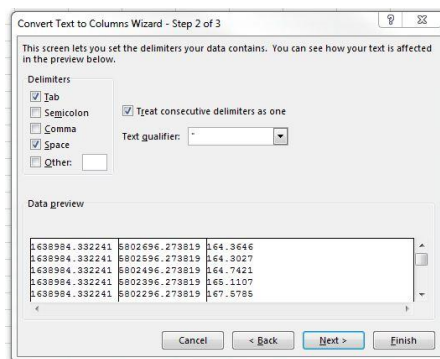 Convert Text to Columns Wizard - Step 2 of 3
This screen lets you set the delimiters your data contains. You can see how your text is affected
in the preview below.
Delimiters
Tab
Semicolon
Comma
Space
Other:
Treat consecutive delimiters as one
Text qualifier: "
Data preview
1638984.332241 5802696.273819 164.3646
1638984.332241 5802596.273819 164.3027
1638984.332241 5802496.273819 164.7421
1638984.332241 5802396.273819 165.1107
1638984.332241 5802296.273819 167.5785
Cancel < Back Next > Finish